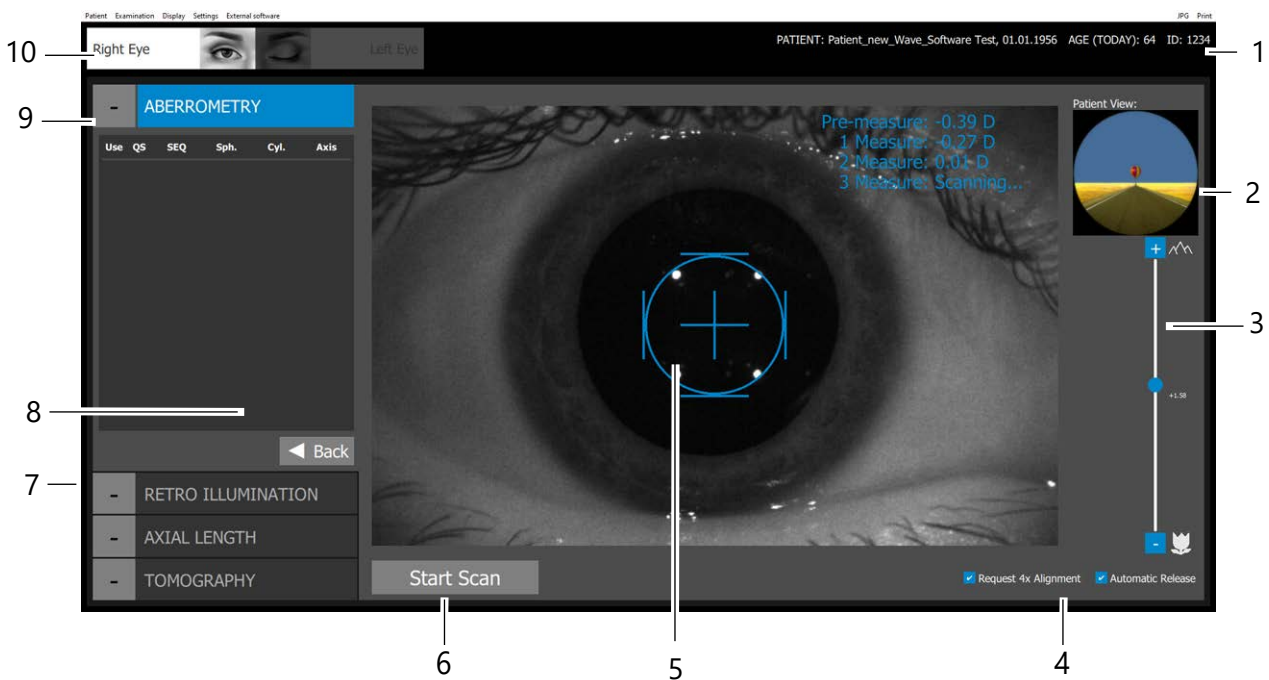 Patient Examination Display Settings External software JPG Print
Right Eye Left Eye PATIENT: Patient_new_Wave_Software Test, 01.01.1956 AGE (TODAY): 64 ID: 1234
10 1
- ABERROMETRY
9
Patient View:
Use QS SEQ Sph. Cyl. Axis
Pre-measure: -0.39 D
1 Measure: -0.27 D
2 Measure: 0.01 D
3 Measure: Scanning...
2
+
3
+1.58
8
◀ Back
7
- RETRO ILLUMINATION
- AXIAL LENGTH
-
- TOMOGRAPHY
Start Scan
Request 4x Alignment Automatic Release
6 5 4